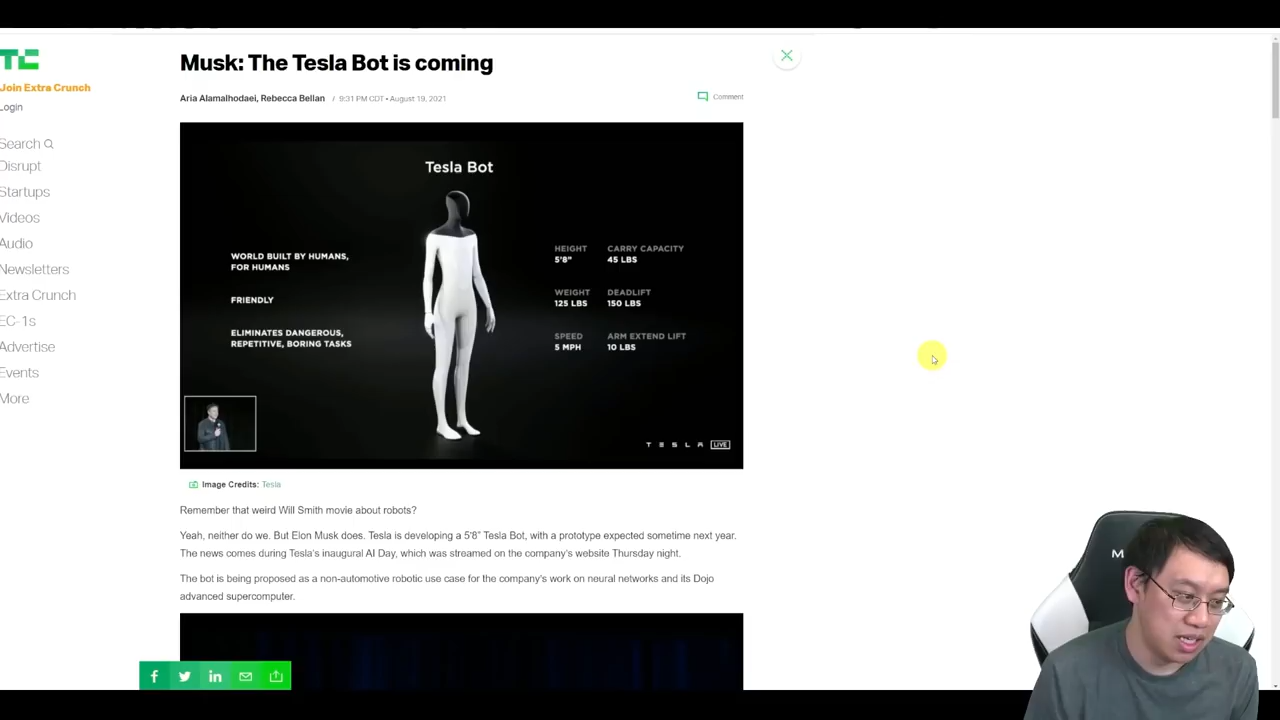 TC
Join Extra Crunch
Login
Search
Disrupt
Startups
Videos
Audio
Newsletters
Extra Crunch
EC-1s
Advertise
Events
More
Musk: The Tesla Bot is coming
Aria Alamalhodaei, Rebecca Bellan / 9:31 PM CDT • August 19, 2021
Comment
Tesla Bot
WORLD BUILT BY HUMANS,
FOR HUMANS
FRIENDLY
ELIMINATES DANGEROUS,
REPETITIVE, BORING TASKS
HEIGHT
5'8"
CARRY CAPACITY
45 LBS
WEIGHT
125 LBS
DEADLIFT
150 LBS
SPEED
5 MPH
ARM EXTEND LIFT
10 LBS
TESLA LIVE
Image Credits: Tesla
Remember that weird Will Smith movie about robots?
Yeah, neither do we. But Elon Musk does. Tesla is developing a 5'8" Tesla Bot, with a prototype expected sometime next year.
The news comes during Tesla's inaugural AI Day, which was streamed on the company's website Thursday night.
The bot is being proposed as a non-automotive robotic use case for the company's work on neural networks and its Dojo
advanced supercomputer.
f
in
M